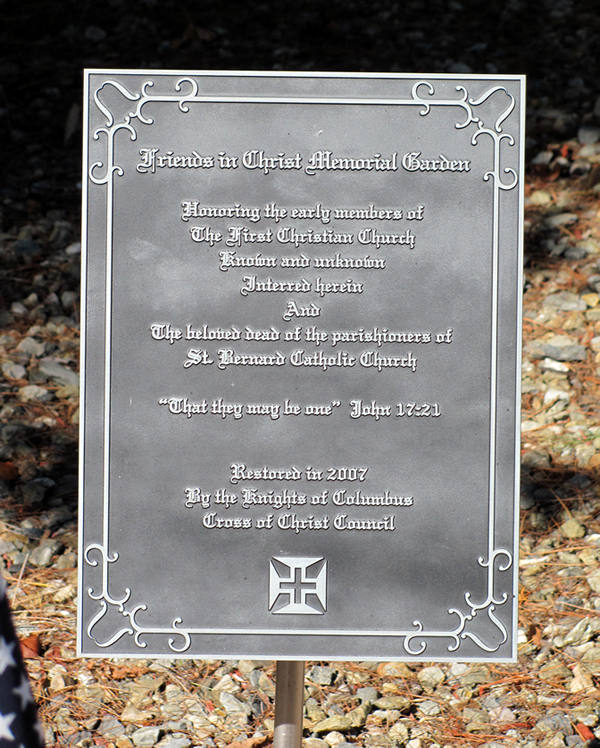 Friends in Christ Memorial Garden
Honoring the early members of
The First Christian Church
Known and unknown
Interred herein
And
The beloved dead of the parishioners of
St. Bernard Catholic Church
“That they may be one” John 17:21
Restored in 2007
By the Knights of Columbus
Cross of Christ Council